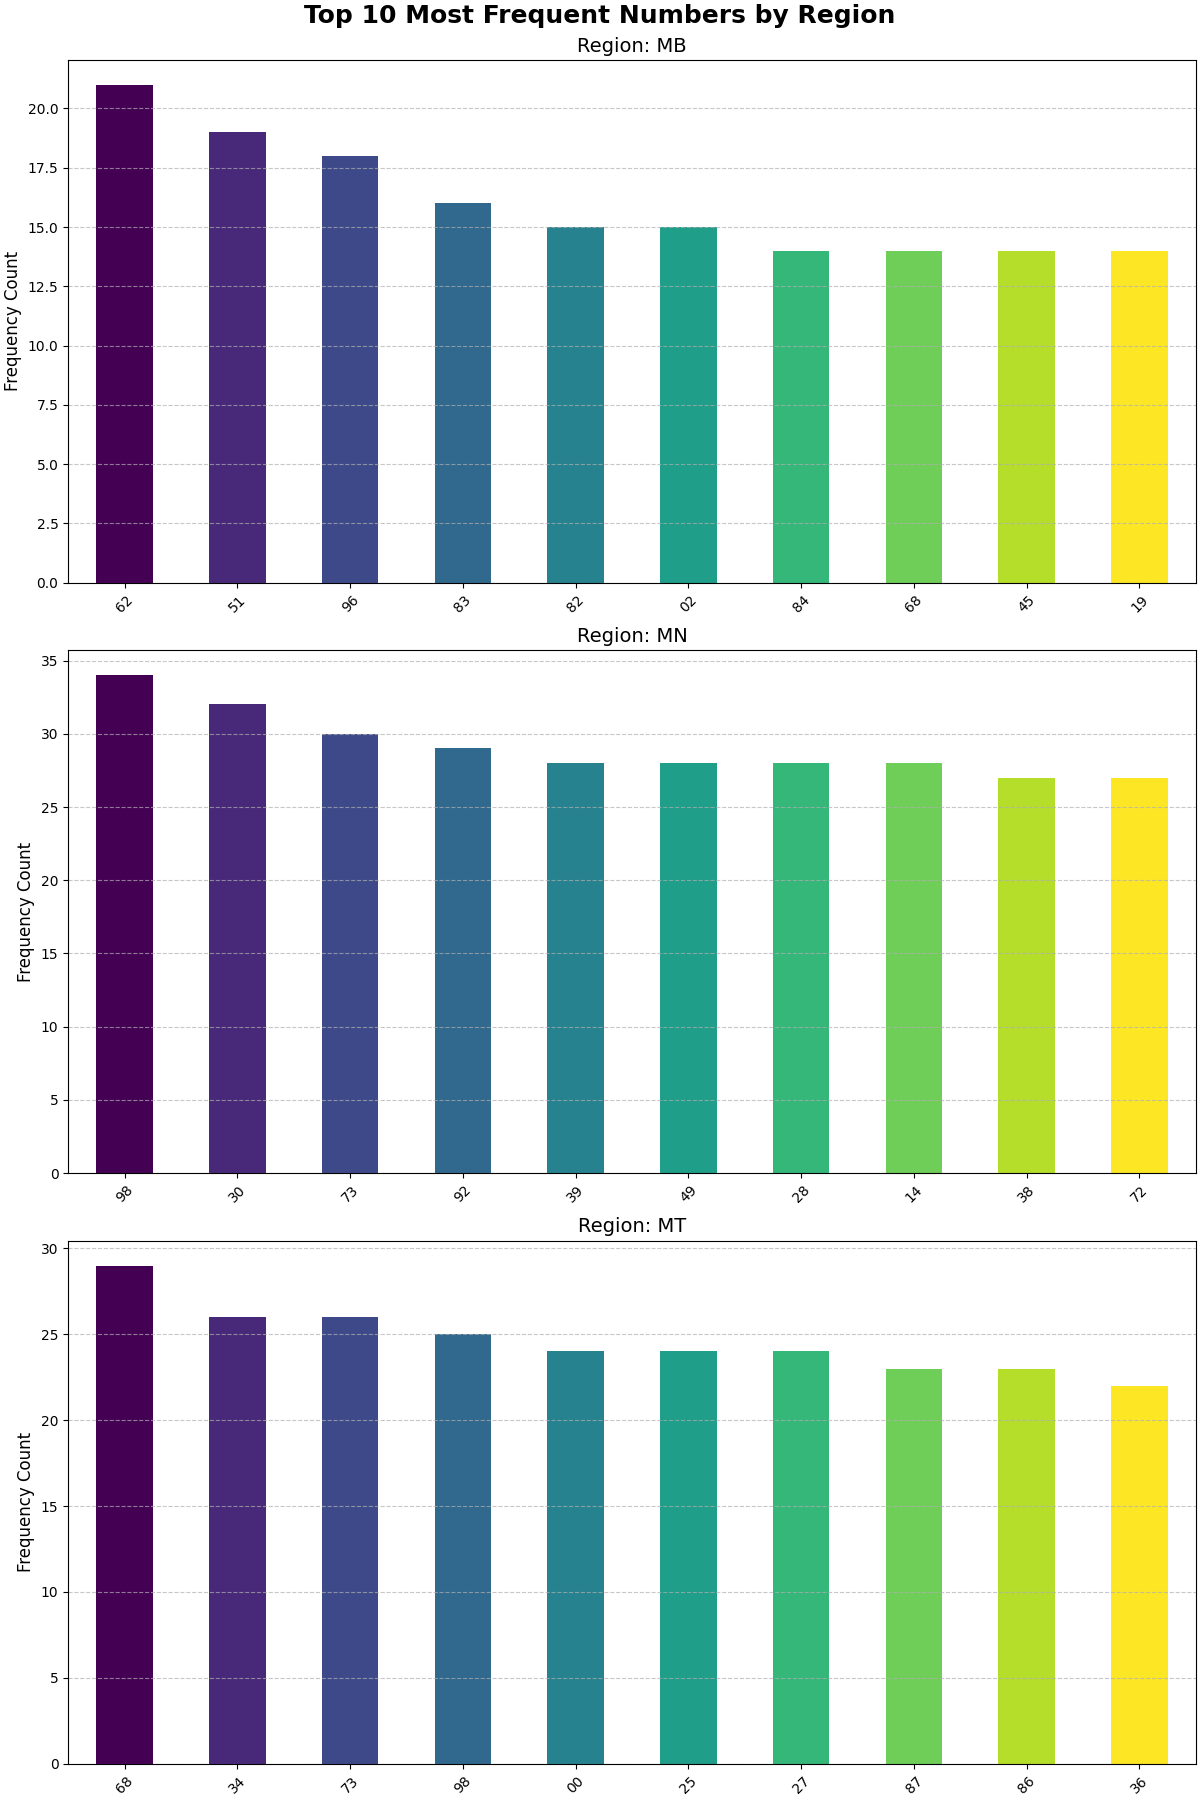 Top 10 Most Frequent Numbers by Region
Region: MB
Frequency Count
20.0
17.5
15.0
12.5
10.0
7.5
5.0
2.5
0.0
62 51 96 83 82 02 84 68 45 19
Region: MN
Frequency Count
35
30
25
20
15
10
5
0
98 30 73 92 39 49 28 14 38 72
Region: MT
Frequency Count
30
25
20
15
10
5
0
68 34 73 98 00 25 27 87 86 36